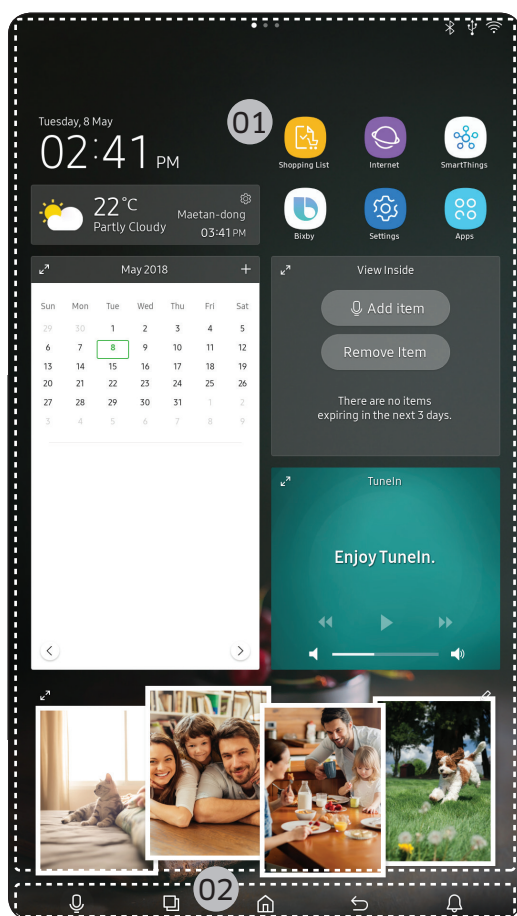 01
Tuesday, 8 May
02:41 PM
Shopping List
Internet
SmartThings
22°C
Partly Cloudy
Maetan-dong
03:41 PM
Bixby
Settings
Apps
May 2018 +
Sun Mon Tue Wed Thu Fri Sat
29 30 1 2 3 4 5
6 7 8 9 10 11 12
13 14 15 16 17 18 19
20 21 22 23 24 25 26
27 28 29 30 31 1 2
3 4 5 6 7 8 9
View Inside
Add item
Remove Item
There are no items
expiring in the next 3 days.
TuneIn
Enjoy TuneIn.
02